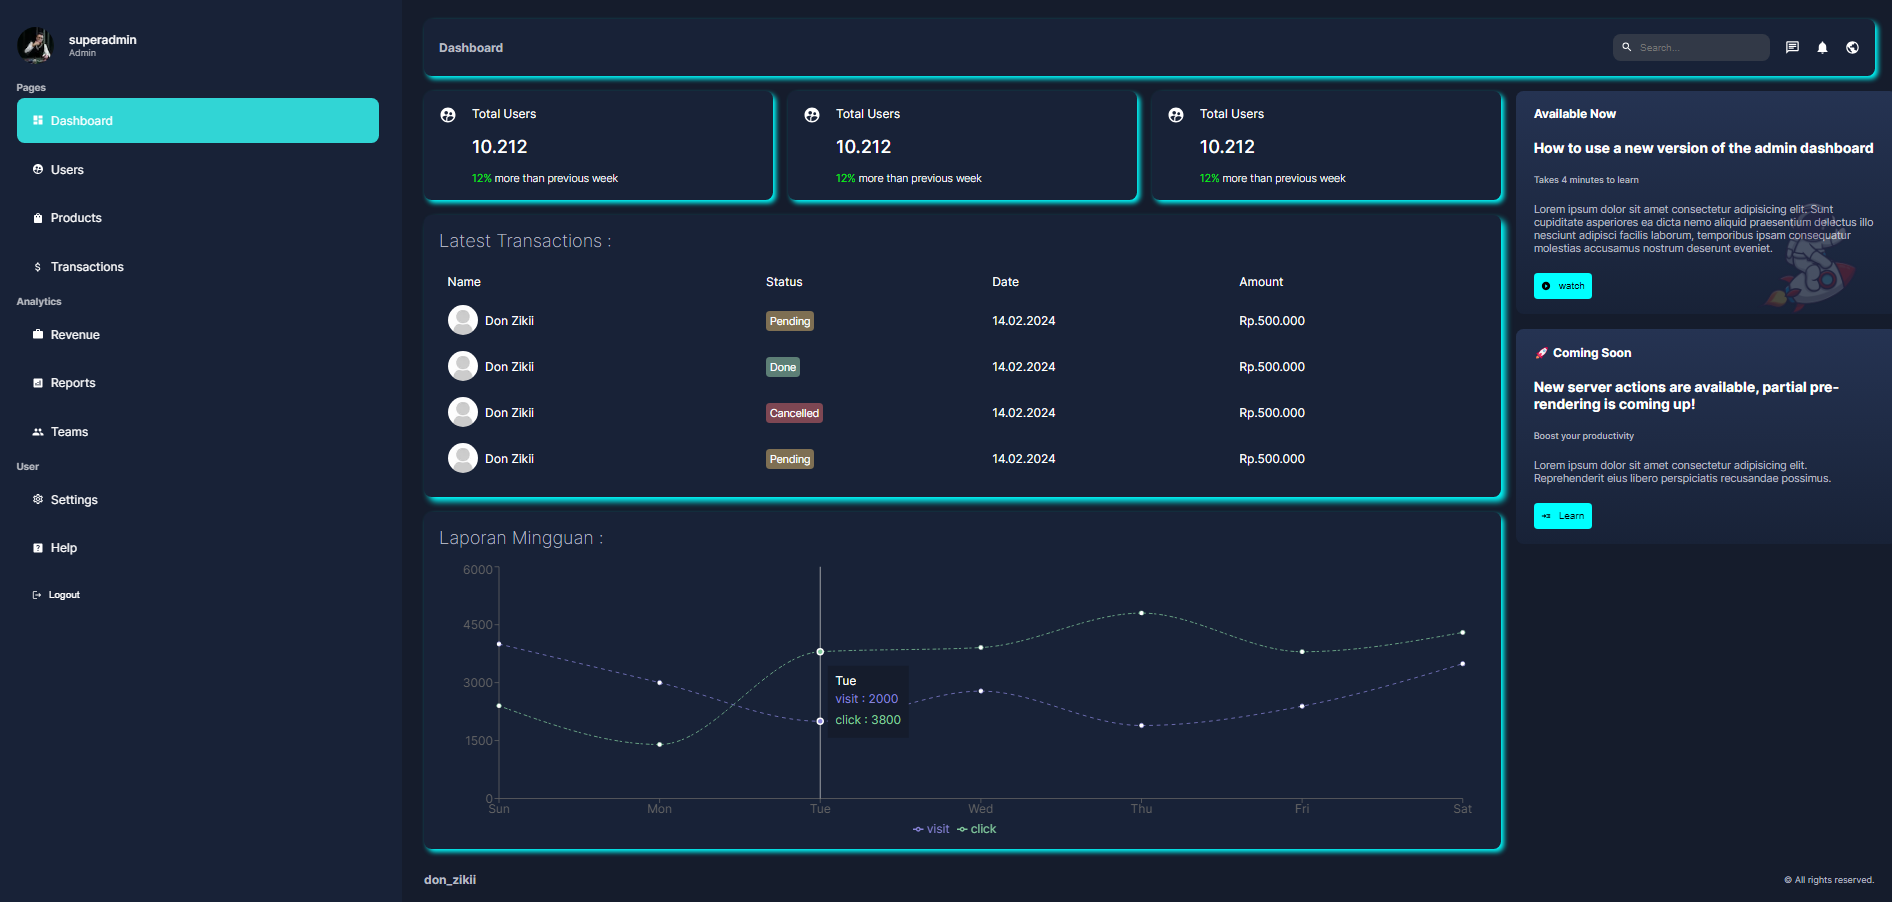 superadmin
Admin
Pages
Dashboard
Users
Products
Transactions
Analytics
Revenue
Reports
Teams
User
Settings
Help
Logout
Dashboard
Search...
Total Users
10.212
12% more than previous week
Total Users
10.212
12% more than previous week
Total Users
10.212
12% more than previous week
Latest Transactions :
Name Status Date Amount
Don Zikii Pending 14.02.2024 Rp.500.000
Don Zikii Done 14.02.2024 Rp.500.000
Don Zikii Cancelled 14.02.2024 Rp.500.000
Don Zikii Pending 14.02.2024 Rp.500.000
Laporan Mingguan :
6000
4500
3000
1500
0
Sun Mon Tue Wed Thu Fri Sat
Tue
visit : 2000
click : 3800
visit click
Available Now
How to use a new version of the admin dashboard
Takes 4 minutes to learn
Lorem ipsum dolor sit amet consectetur adipisicing elit. Sunt
cupiditate asperiores ea dicta nemo aliquid praesentium delectus illo
nesciunt adipisci facilis laborum, temporibus ipsam consequatur
molestias accusamus nostrum deserunt eveniet.
watch
🚀 Coming Soon
New server actions are available, partial pre-
rendering is coming up!
Boost your productivity
Lorem ipsum dolor sit amet consectetur adipisicing elit.
Reprehenderit eius libero perspiciatis recusandae possimus.
Learn
don_zikii
© All rights reserved.